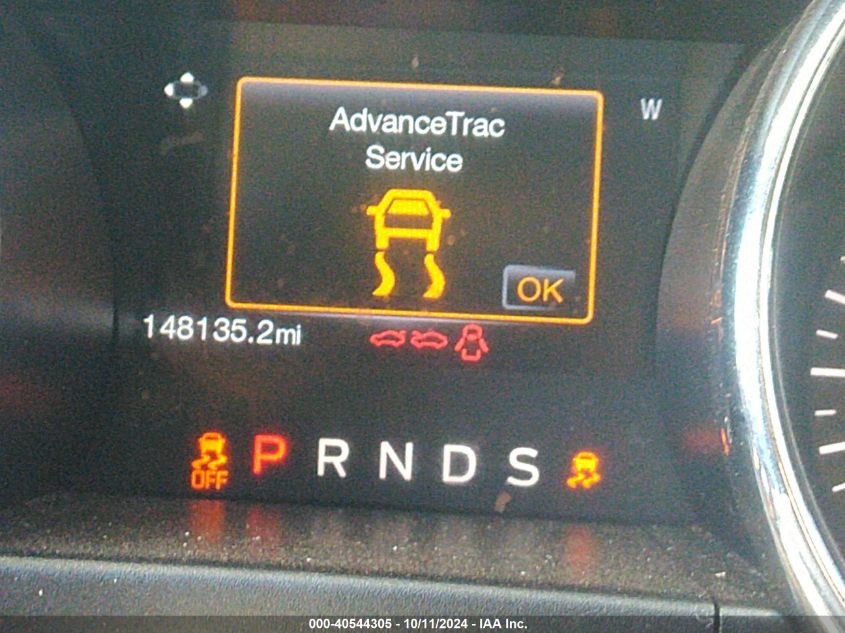 W
AdvanceTrac
Service
OK
148135.2mi
OFF P R N D S
000-40544305 - 10/11/2024 - IAA Inc.